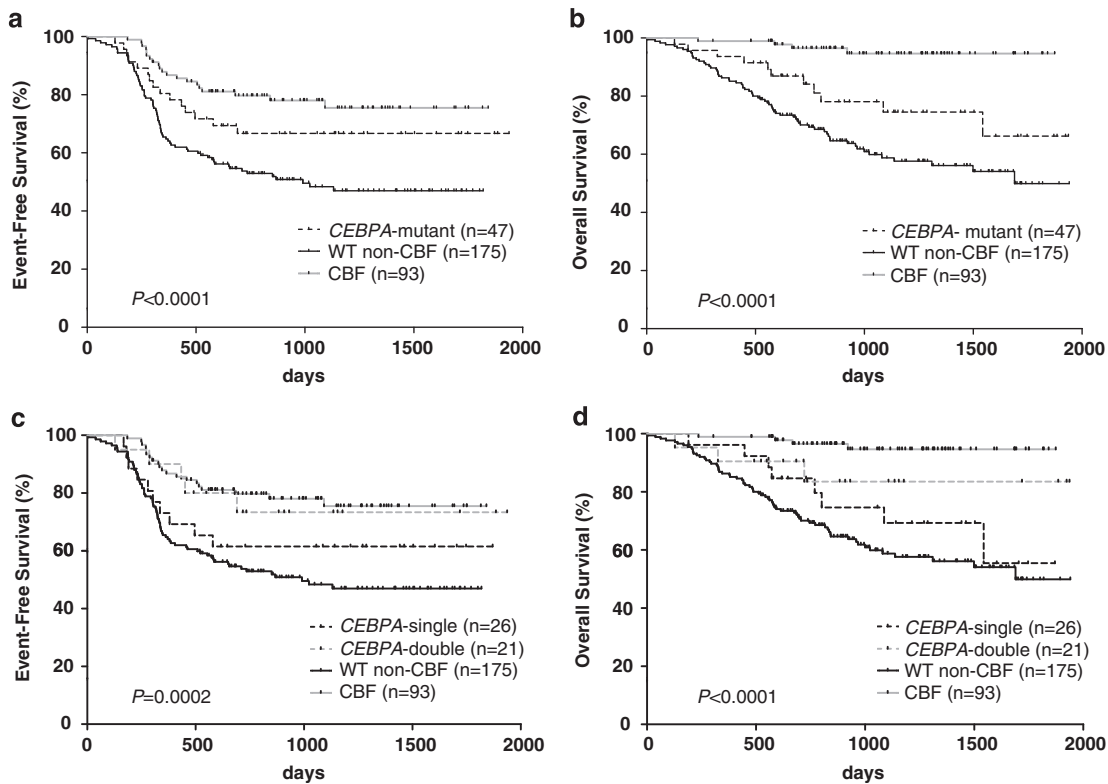 a
Event-Free Survival (%)
100
80
60
40
20
0
CEBPA-mutant (n=47)
WT non-CBF (n=175)
CBF (n=93)
P<0.0001
0 500 1000 1500 2000
days
b
Overall Survival (%)
100
80
60
40
20
0
CEBPA- mutant (n=47)
WT non-CBF (n=175)
CBF (n=93)
P<0.0001
0 500 1000 1500 2000
days
c
Event-Free Survival (%)
100
80
60
40
20
0
CEBPA-single (n=26)
CEBPA-double (n=21)
WT non-CBF (n=175)
CBF (n=93)
P=0.0002
0 500 1000 1500 2000
days
d
Overall Survival (%)
100
80
60
40
20
0
CEBPA-single (n=26)
CEBPA-double (n=21)
WT non-CBF (n=175)
CBF (n=93)
P<0.0001
0 500 1000 1500 2000
days